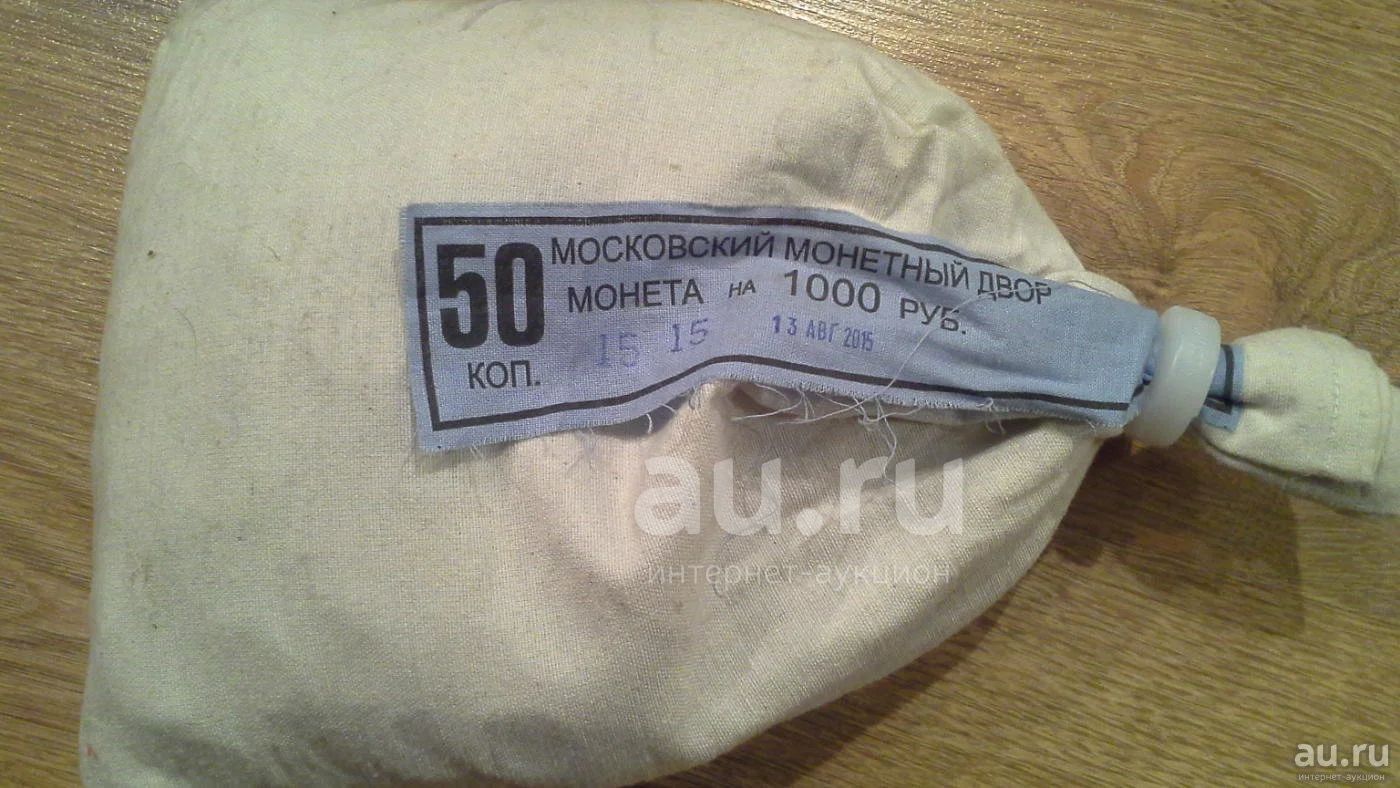 50
КОП.
МОСКОВСКИЙ МОНЕТНЫЙ ДВОР
МОНЕТА НА 1000 РУБ.
15 15 13 АВГ 2015
au.ru
интернет-аукцион
au.ru
интернет-аукцион